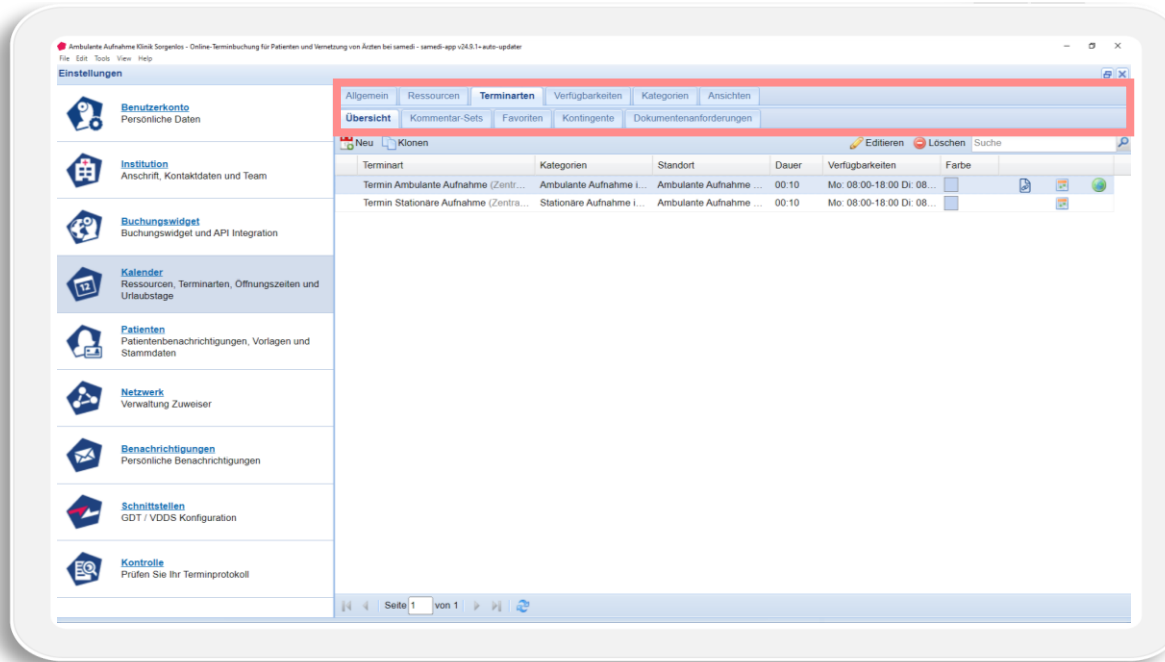 Ambulante Aufnahme Klinik Sorgenlos - Online-Terminbuchung für Patienten und Vernetzung von Ärzten bei samedi - samedi-app v24.9.1+auto-updater
File Edit Tools View Help
Einstellungen
Benutzerkonto
Persönliche Daten
Institution
Anschrift, Kontaktdaten und Team
Buchungswidget
Buchungswidget und API Integration
Kalender
Ressourcen, Terminarten, Öffnungszeiten und
Urlaubstage
12
Patienten
Patientenbenachrichtigungen, Vorlagen und
Stammdaten
Netzwerk
Verwaltung Zuweiser
Benachrichtigungen
Persönliche Benachrichtigungen
Schnittstellen
GDT / VDDS Konfiguration
Kontrolle
Prüfen Sie Ihr Terminprotokoll
Allgemein Ressourcen Terminarten Verfügbarkeiten Kategorien Ansichten
Übersicht Kommentar-Sets Favoriten Kontingente Dokumentenanforderungen
Neu Klonen Editieren Löschen Suche
Terminart Kategorien Standort Dauer Verfügbarkeiten Farbe
Termin Ambulante Aufnahme (Zentr... Ambulante Aufnahme i... Ambulante Aufnahme ... 00:10 Mo: 08:00-18:00 Di: 08...
Termin Stationäre Aufnahme (Zentra... Stationäre Aufnahme i... Ambulante Aufnahme ... 00:10 Mo: 08:00-18:00 Di: 08...
Seite 1 von 1